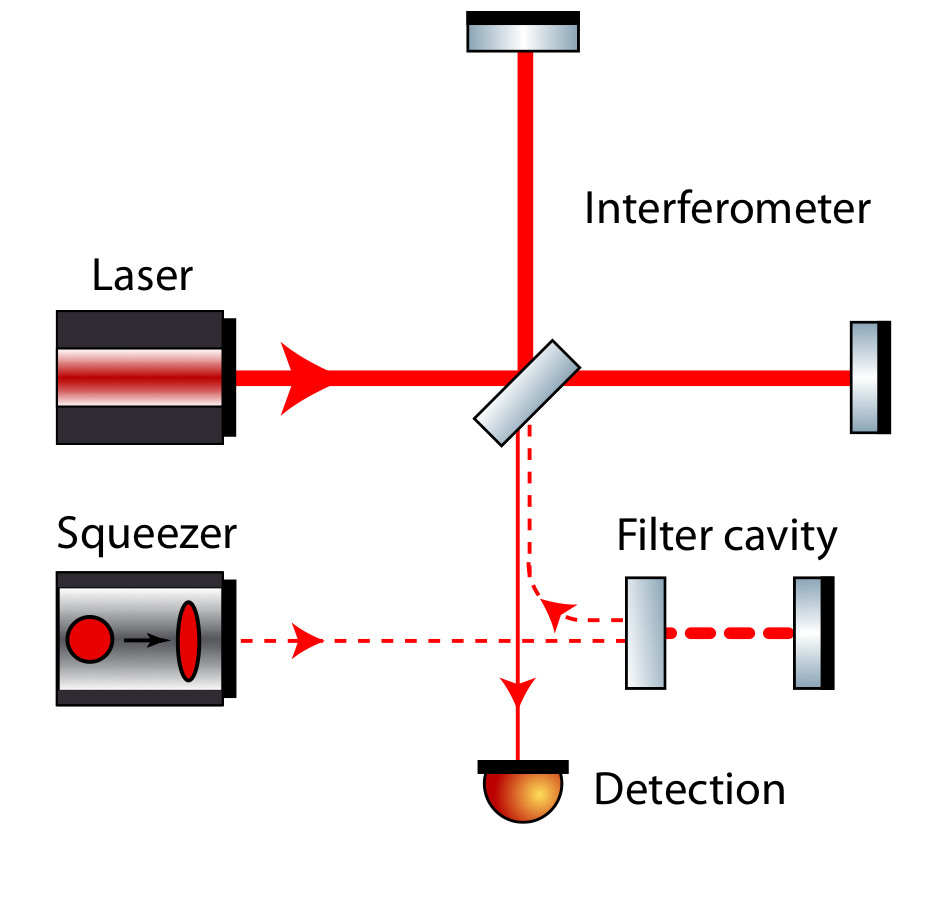 Interferometer
Laser
Squeezer
Filter cavity
Detection